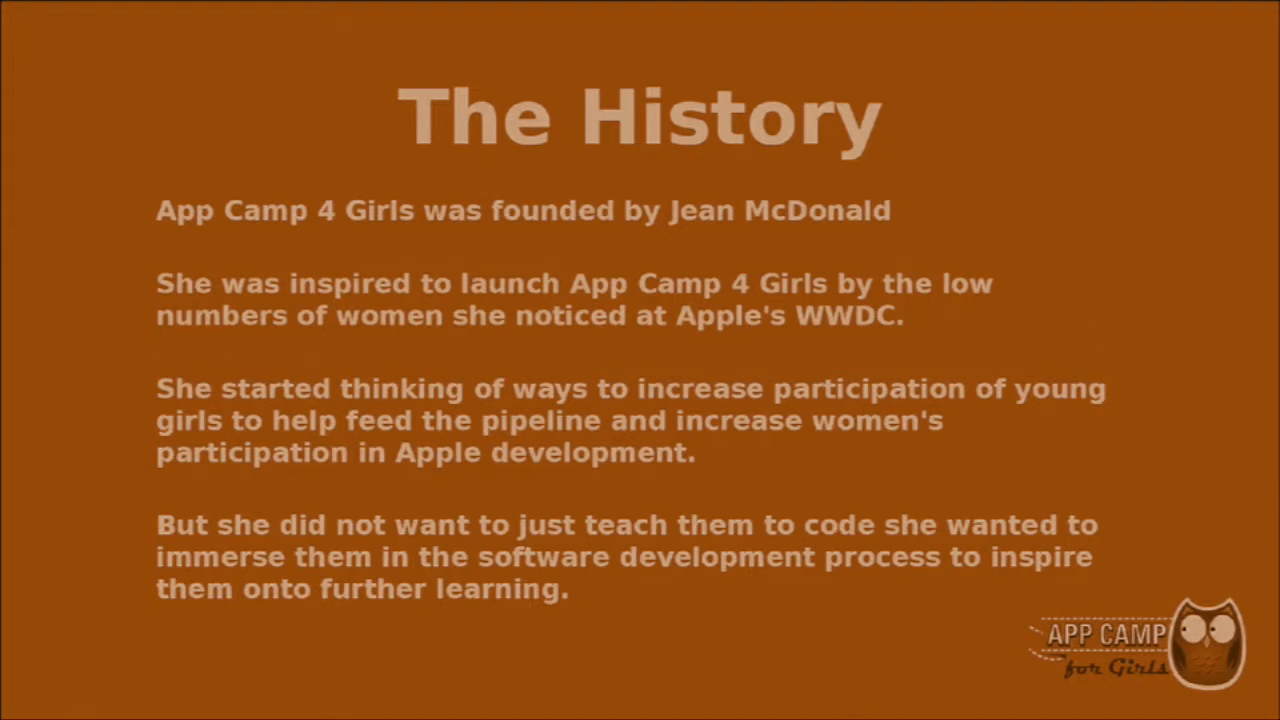 The History
App Camp 4 Girls was founded by Jean McDonald
She was inspired to launch App Camp 4 Girls by the low
numbers of women she noticed at Apple's WWDC.
She started thinking of ways to increase participation of young
girls to help feed the pipeline and increase women's
participation in Apple development.
But she did not want to just teach them to code she wanted to
immerse them in the software development process to inspire
them onto further learning.
APP CAMP
for Girls